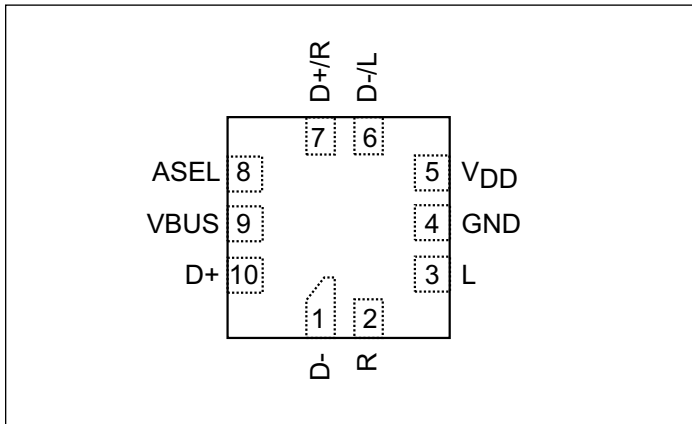 D+/R
D-/L
7 6
ASEL 8 5 VDD
VBUS 9 4 GND
D+ 10 3 L
1 2
D-
R